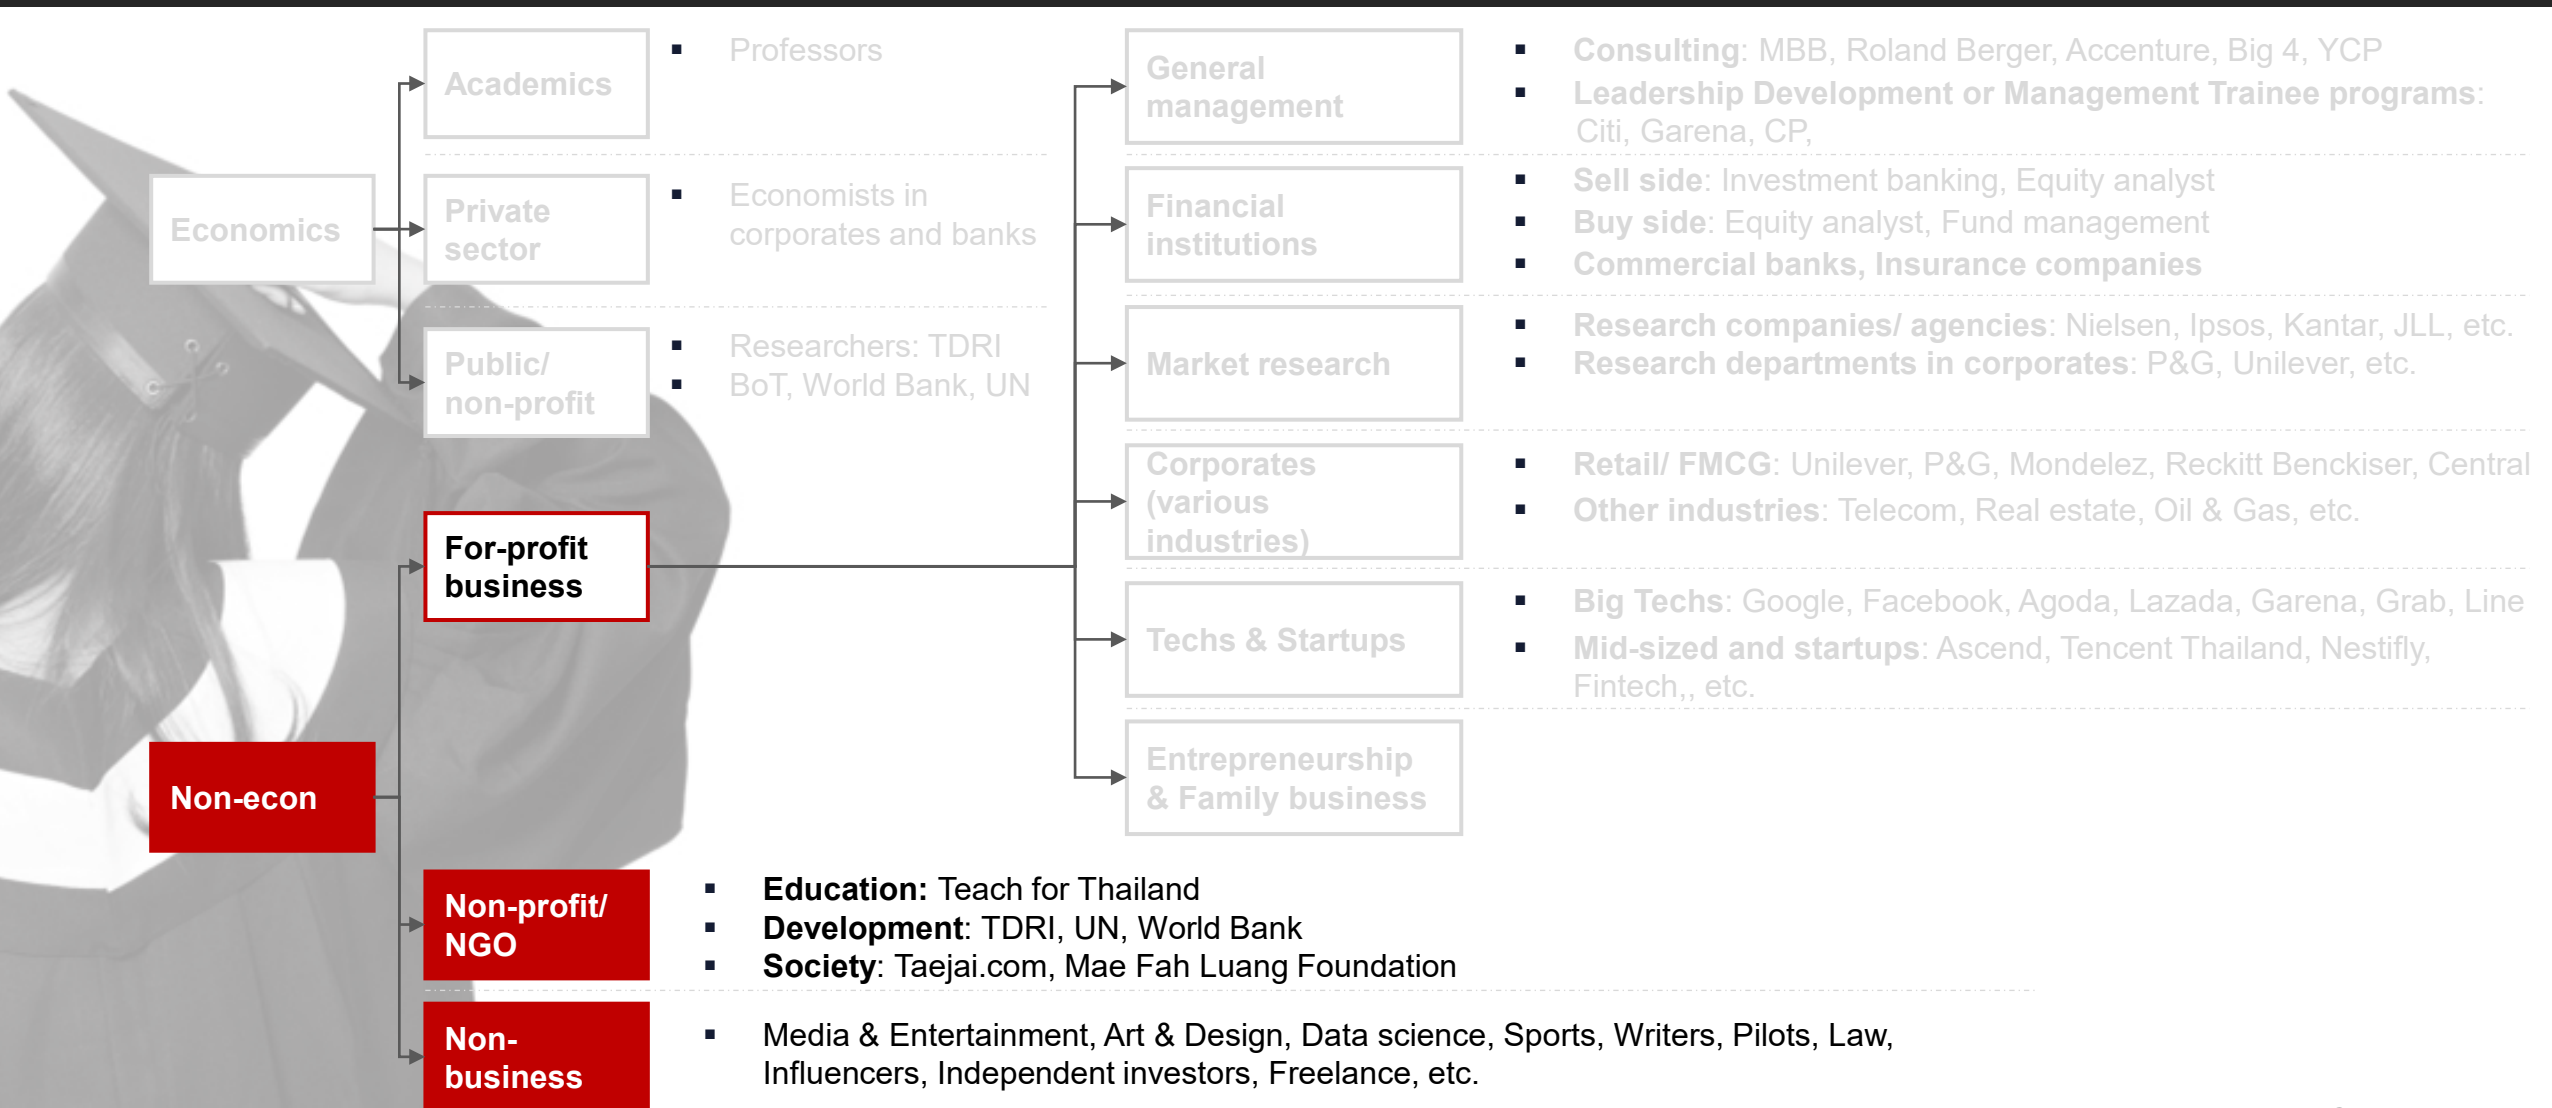 Academics
▪ Professors
Economics
Private
sector
▪ Economists in
corporates and banks
Public/
non-profit
▪ Researchers: TDRI
▪ BoT, World Bank, UN
General
management
▪ Consulting: MBB, Roland Berger, Accenture, Big 4, YCP
▪ Leadership Development or Management Trainee programs:
Citi, Garena, CP,
Financial
institutions
▪ Sell side: Investment banking, Equity analyst
▪ Buy side: Equity analyst, Fund management
▪ Commercial banks, Insurance companies
Market research
▪ Research companies/ agencies: Nielsen, Ipsos, Kantar, JLL, etc.
▪ Research departments in corporates: P&G, Unilever, etc.
Corporates
(various
industries)
▪ Retail/ FMCG: Unilever, P&G, Mondelez, Reckitt Benckiser, Central
▪ Other industries: Telecom, Real estate, Oil & Gas, etc.
For-profit
business
Techs & Startups
▪ Big Techs: Google, Facebook, Agoda, Lazada, Garena, Grab, Line
▪ Mid-sized and startups: Ascend, Tencent Thailand, Nestifly,
Fintech,, etc.
Entrepreneurship
& Family business
Non-econ
Non-profit/
NGO
▪ Education: Teach for Thailand
▪ Development: TDRI, UN, World Bank
▪ Society: Taejai.com, Mae Fah Luang Foundation
Non-
business
▪ Media & Entertainment, Art & Design, Data science, Sports, Writers, Pilots, Law,
Influencers, Independent investors, Freelance, etc.